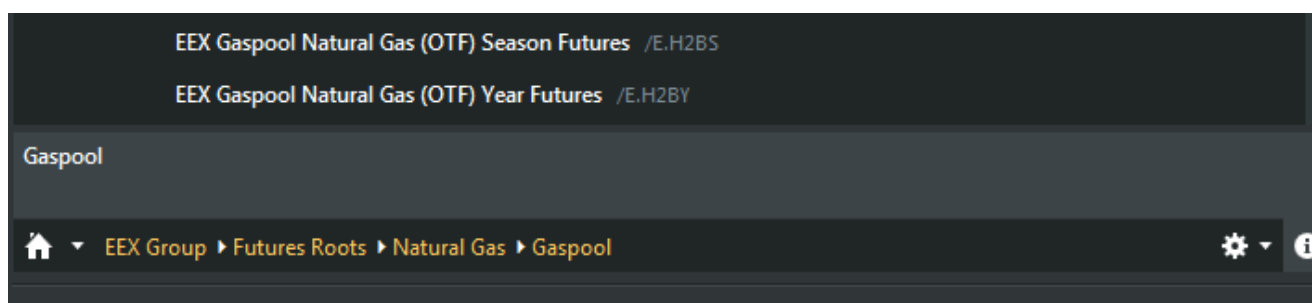 EEX Gaspool Natural Gas (OTF) Season Futures /E.H2BS
EEX Gaspool Natural Gas (OTF) Year Futures /E.H2BY
Gaspool
EEX Group Futures Roots Natural Gas Gaspool